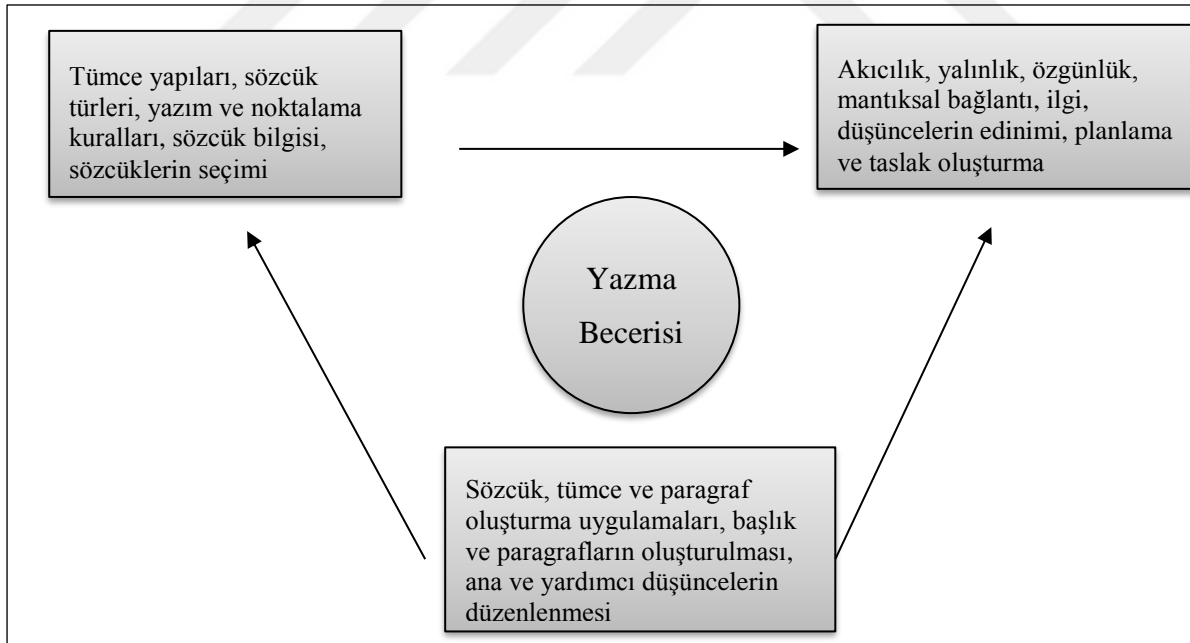 Tümce yapıları, sözcük
türleri, yazım ve noktalama
kuralları, sözcük bilgisi,
sözcüklerin seçimi
Akıcılık, yalınlık, özgünlük,
mantıksal bağlantı, ilgi,
düşüncelerin edinimi, planlama
ve taslak oluşturma
Yazma
Becerisi
Sözcük, tümce ve paragraf
oluşturma uygulamaları, başlık
ve paragrafların oluşturulması,
ana ve yardımcı düşüncelerin
düzenlenmesi